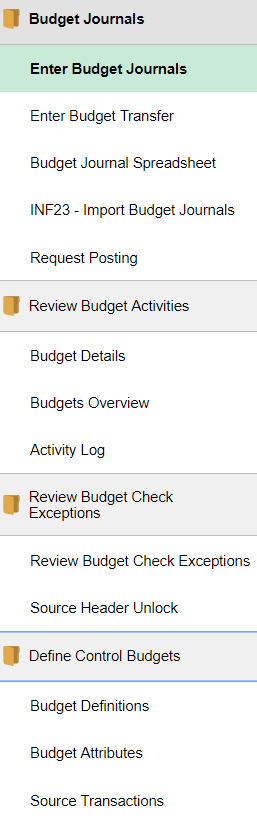 Budget Journals
Enter Budget Journals
Enter Budget Transfer
Budget Journal Spreadsheet
INF23 - Import Budget Journals
Request Posting
Review Budget Activities
Budget Details
Budgets Overview
Activity Log
Review Budget Check
Exceptions
Review Budget Check Exceptions
Source Header Unlock
Define Control Budgets
Budget Definitions
Budget Attributes
Source Transactions